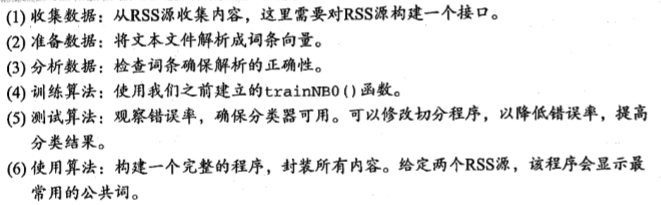 (1) 收集数据：从RSS源收集内容，这里需要对RSS源构建一个接口。
(2) 准备数据：将文本文件解析成词条向量。
(3) 分析数据：检查词条确保解析的正确性。
(4) 训练算法：使用我们之前建立的trainNB0()函数。
(5) 测试算法：观察错误率，确保分类器可用。可以修改切分程序，以降低错误率，提高
分类结果。
(6) 使用算法：构建一个完整的程序，封装所有内容。给定两个RSS源，该程序会显示最
常用的公共词。